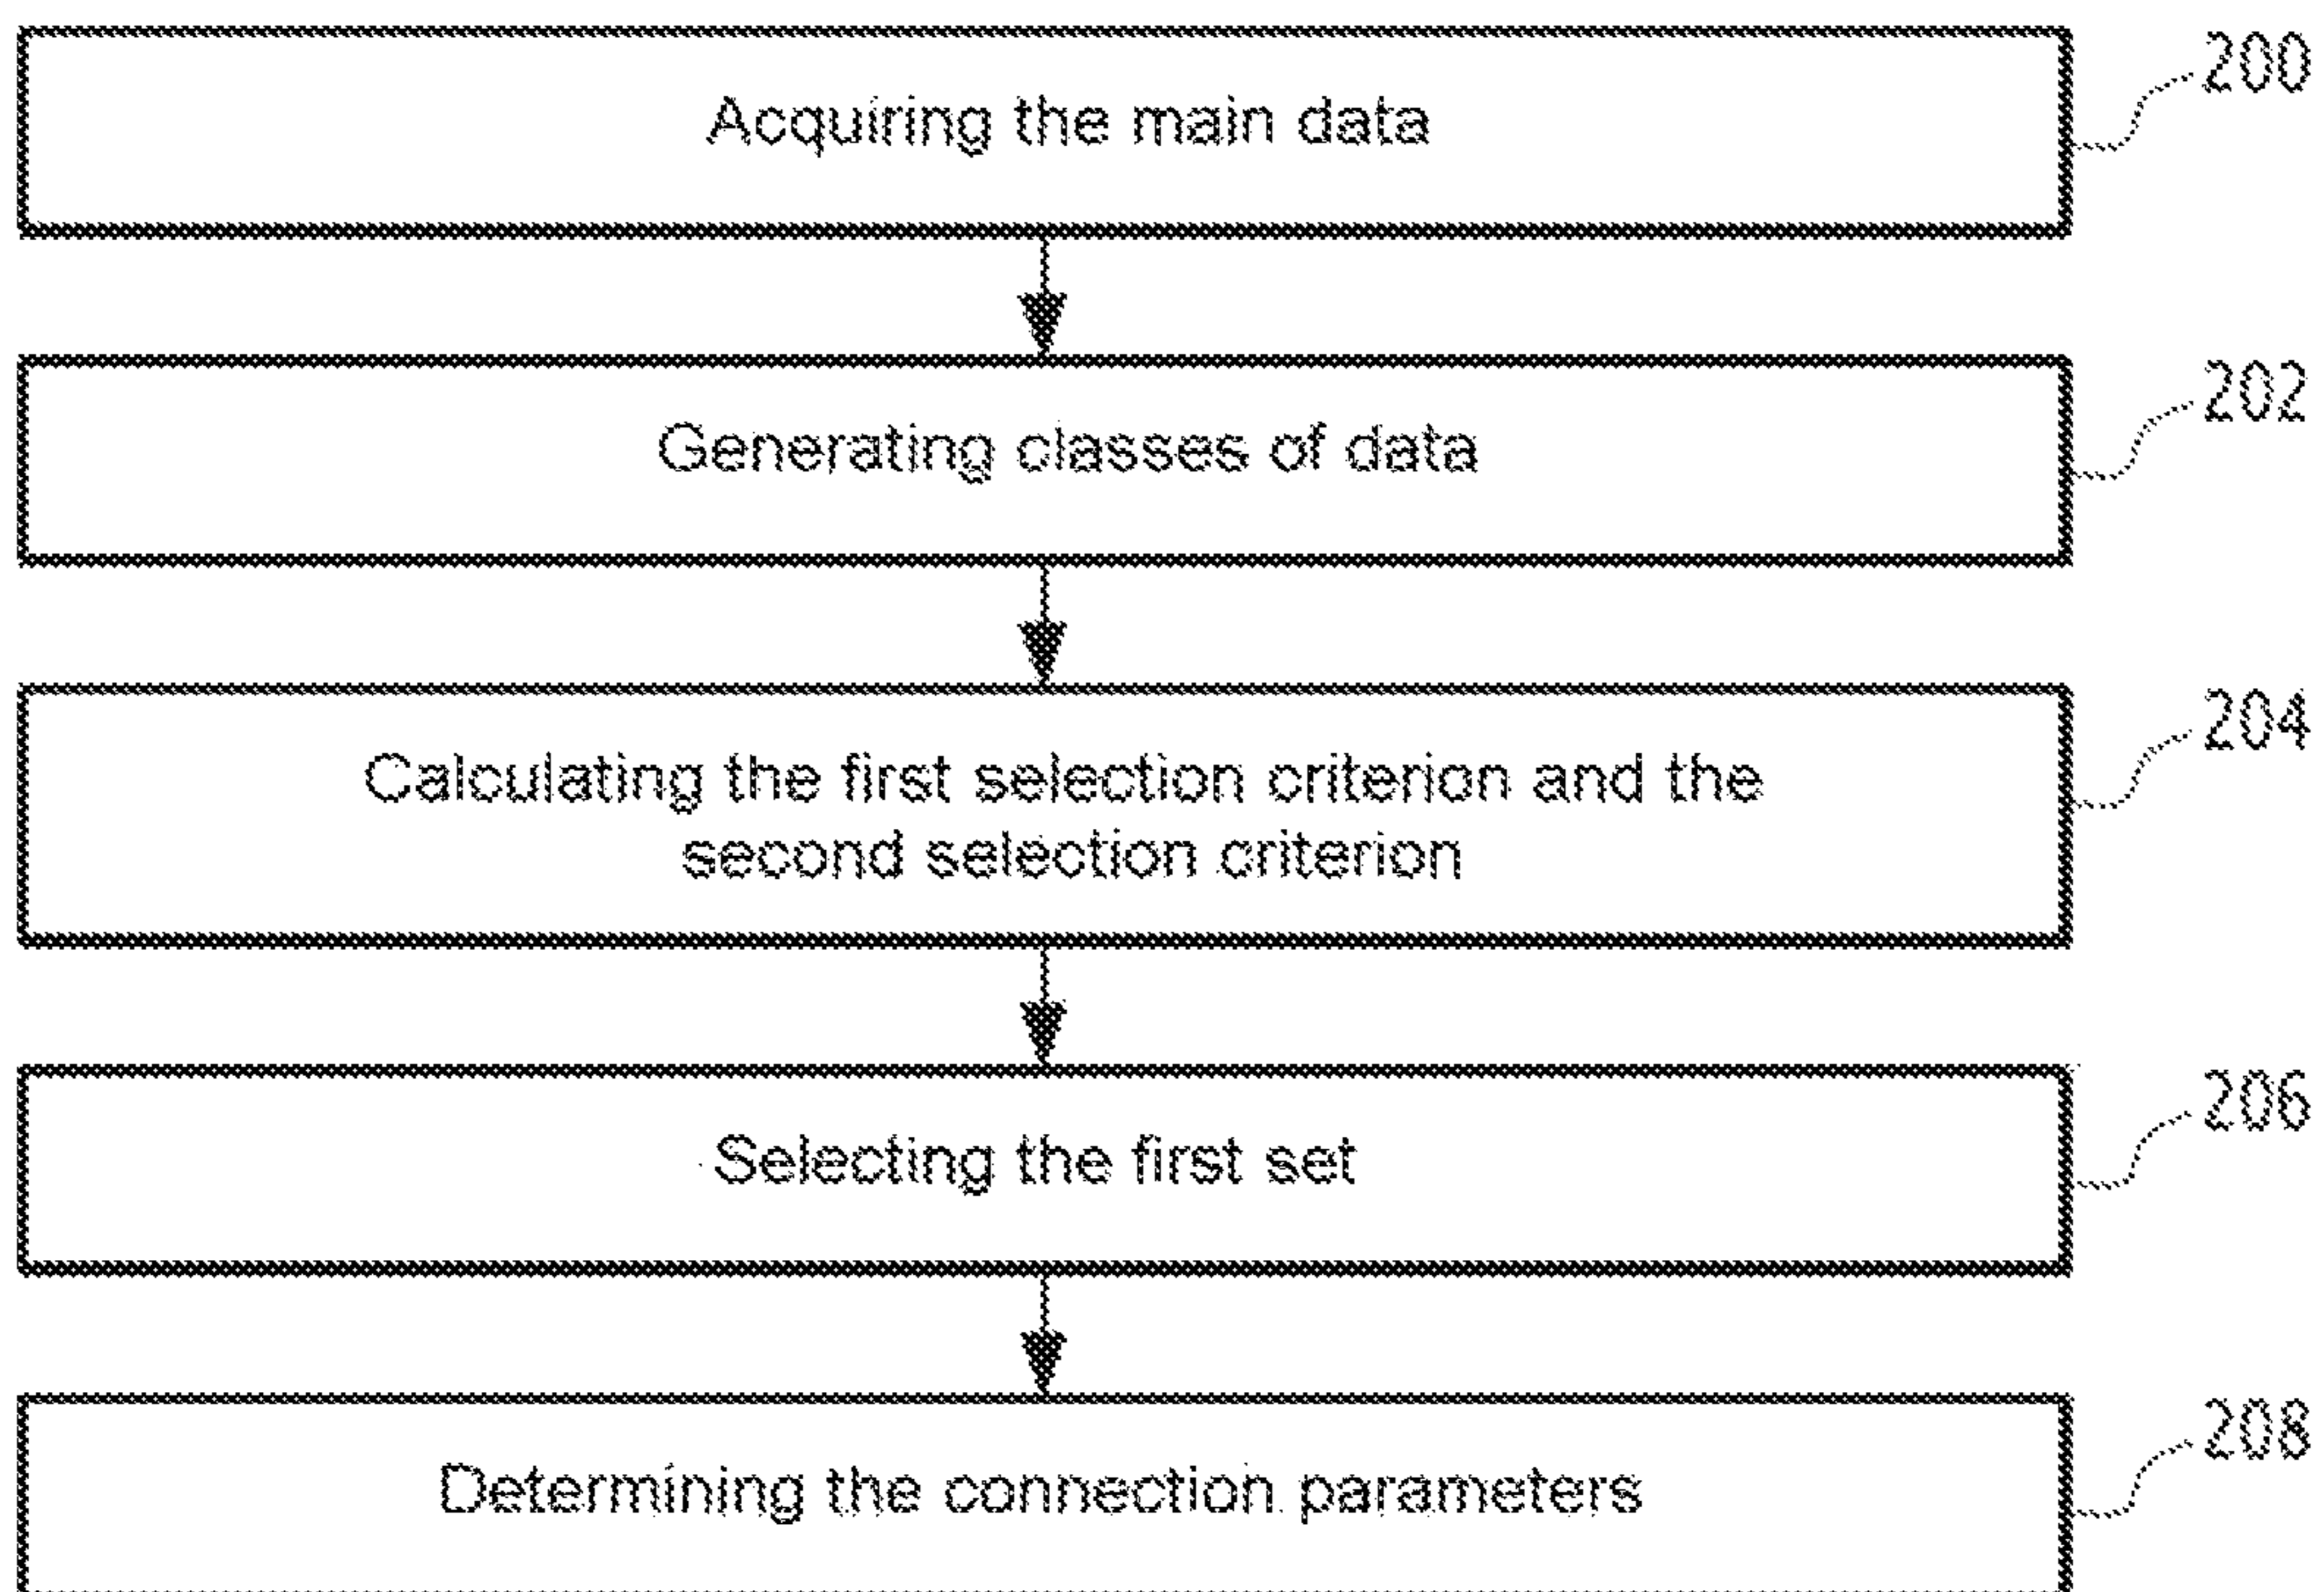 Acquiring the main data
200
Generating classes of data
202
Calculating the first selection criterion and the
second selection criterion
204
Selecting the first set
206
Determining the connection parameters
208